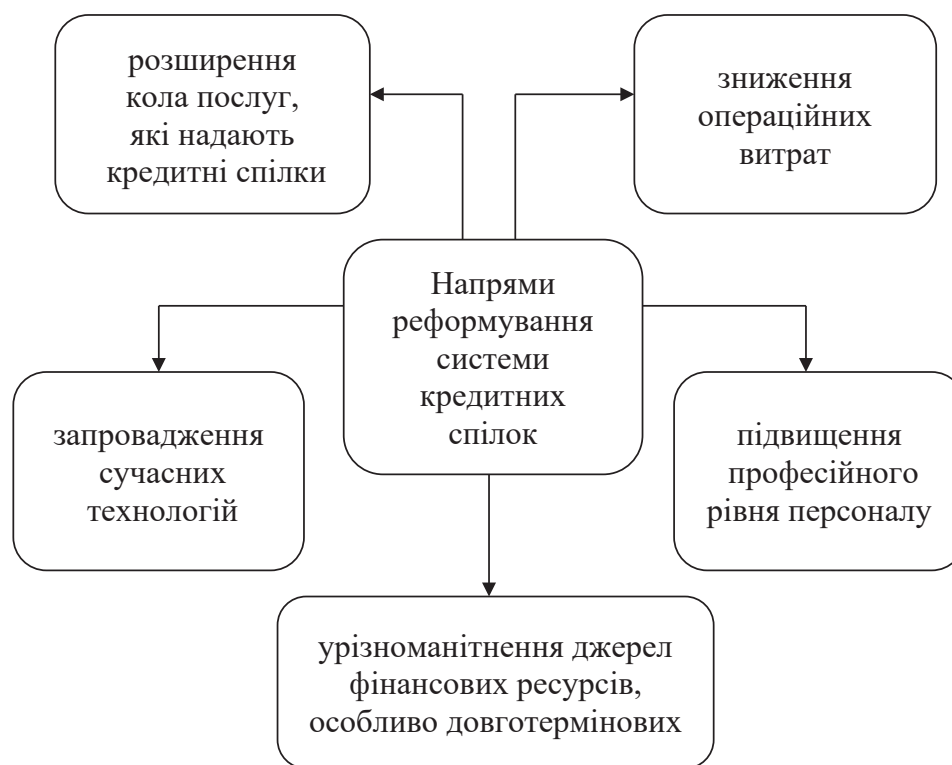 розширення
кола послуг,
які надають
кредитні спілки
зниження
операційних
витрат
Напрями
реформування
системи
кредитних
спілок
запровадження
сучасних
технологій
підвищення
професійного
рівня персоналу
урізноманітнення джерел
фінансових ресурсів,
особливо довготермінових